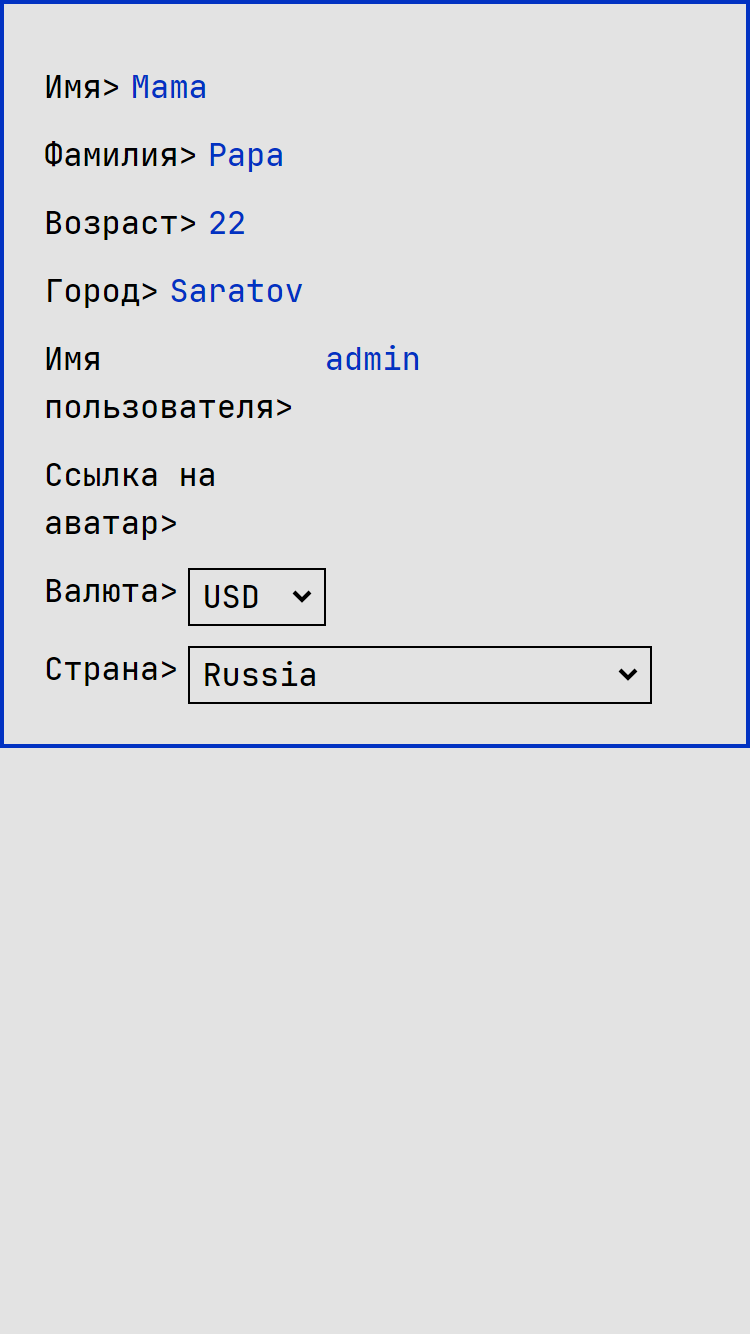 Имя> Mama
Фамилия> Papa
Возраст> 22
Город> Saratov
Имя admin
пользователя>
Ссылка на
аватар>
Валюта> USD
Страна> Russia